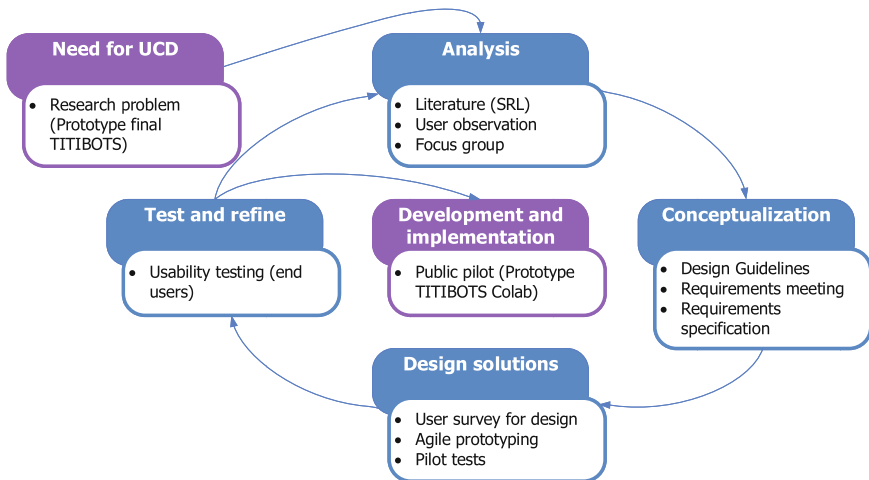 Need for UCD
• Research problem
(Prototype final
TITIBOTS)
Analysis
• Literature (SRL)
• User observation
• Focus group
Test and refine
• Usability testing (end
users)
Development and
implementation
• Public pilot (Prototype
TITIBOTS Colab)
Conceptualization
• Design Guidelines
• Requirements meeting
• Requirements
specification
Design solutions
• User survey for design
• Agile prototyping
• Pilot tests